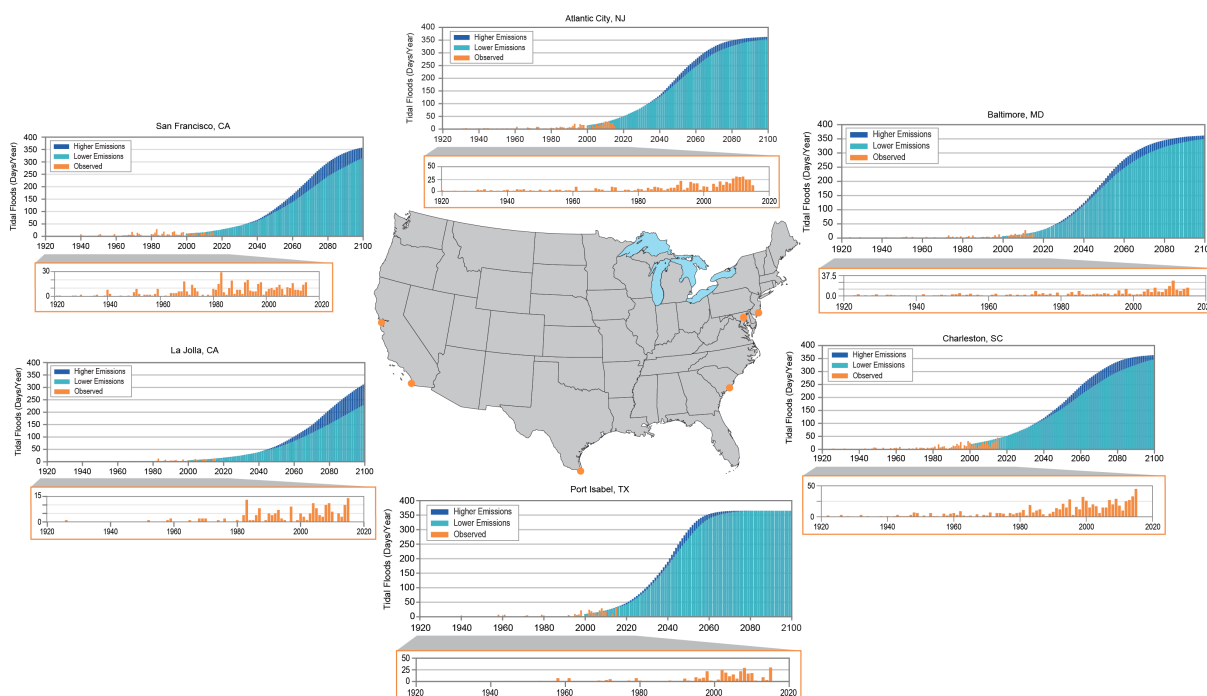 Atlantic City, NJ
Tidal Floods (Days/Year)
400
350
300
250
200
150
100
50
0
Higher Emissions
Lower Emissions
Observed
1920 1940 1960 1980 2000 2020 2040 2060 2080 2100
50
25
0
1920 1940 1960 1980 2000 2020
San Francisco, CA
Tidal Floods (Days/Year)
400
350
300
250
200
150
100
50
0
Higher Emissions
Lower Emissions
Observed
1920 1940 1960 1980 2000 2020 2040 2060 2080 2100
30
15
0
1920 1940 1960 1980 2000 2020
Baltimore, MD
Tidal Floods (Days/Year)
400
350
300
250
200
150
100
50
0
Higher Emissions
Lower Emissions
Observed
1920 1940 1960 1980 2000 2020 2040 2060 2080 2100
37.5
0.0
1920 1940 1960 1980 2000
La Jolla, CA
Tidal Floods (Days/Year)
400
350
300
250
200
150
100
50
0
Higher Emissions
Lower Emissions
Observed
1920 1940 1960 1980 2000 2020 2040 2060 2080 2100
15
0
1920 1940 1960 1980 2000 2020
Charleston, SC
Tidal Floods (Days/Year)
400
350
300
250
200
150
100
50
0
Higher Emissions
Lower Emissions
Observed
1920 1940 1960 1980 2000 2020 2040 2060 2080 2100
50
0
1920 1940 1960 1980 2000 2020
Port Isabel, TX
Tidal Floods (Days/Year)
400
350
300
250
200
150
100
50
0
Higher Emissions
Lower Emissions
Observed
1920 1940 1960 1980 2000 2020 2040 2060 2080 2100
50
25
0
1920 1940 1960 1980 2000 2020